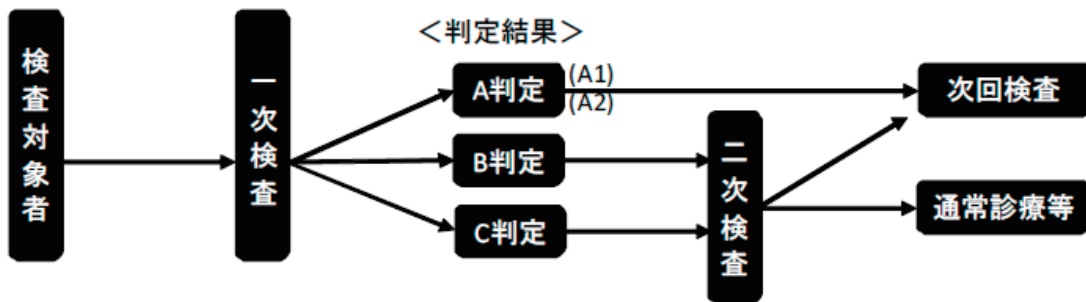 検査対象者
一次検査
＜判定結果＞
A判定
(A1)
(A2)
B判定
C判定
二次検査
次回検査
通常診療等